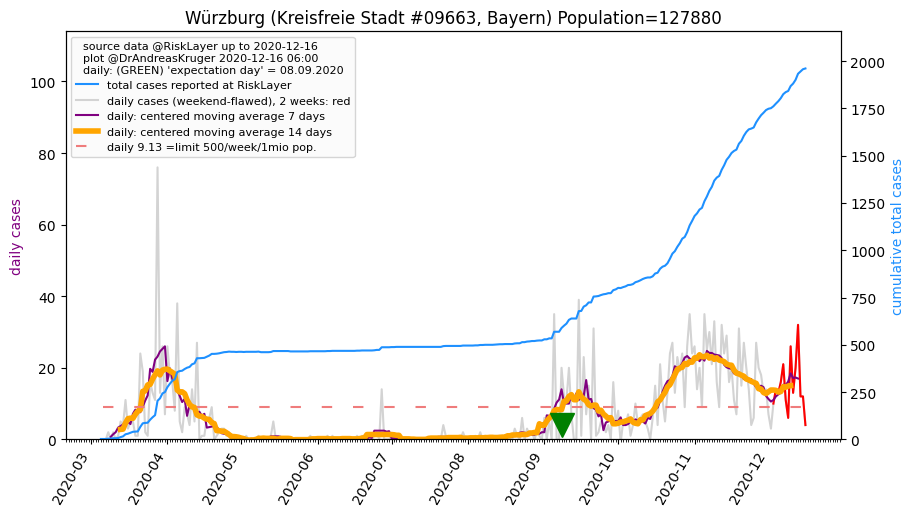 Würzburg (Kreisfreie Stadt #09663, Bayern) Population=127880
source data @RiskLayer up to 2020-12-16
plot @DrAndreasKruger 2020-12-16 06:00
daily: (GREEN) 'expectation day' = 08.09.2020
total cases reported at RiskLayer
daily cases (weekend-flawed), 2 weeks: red
daily: centered moving average 7 days
daily: centered moving average 14 days
daily 9.13 =limit 500/week/1mio pop.
daily cases
100
80
60
40
20
0
cumulative total cases
2000
1750
1500
1250
1000
750
500
250
0
2020-03
2020-04
2020-05
2020-06
2020-07
2020-08
2020-09
2020-10
2020-11
2020-12